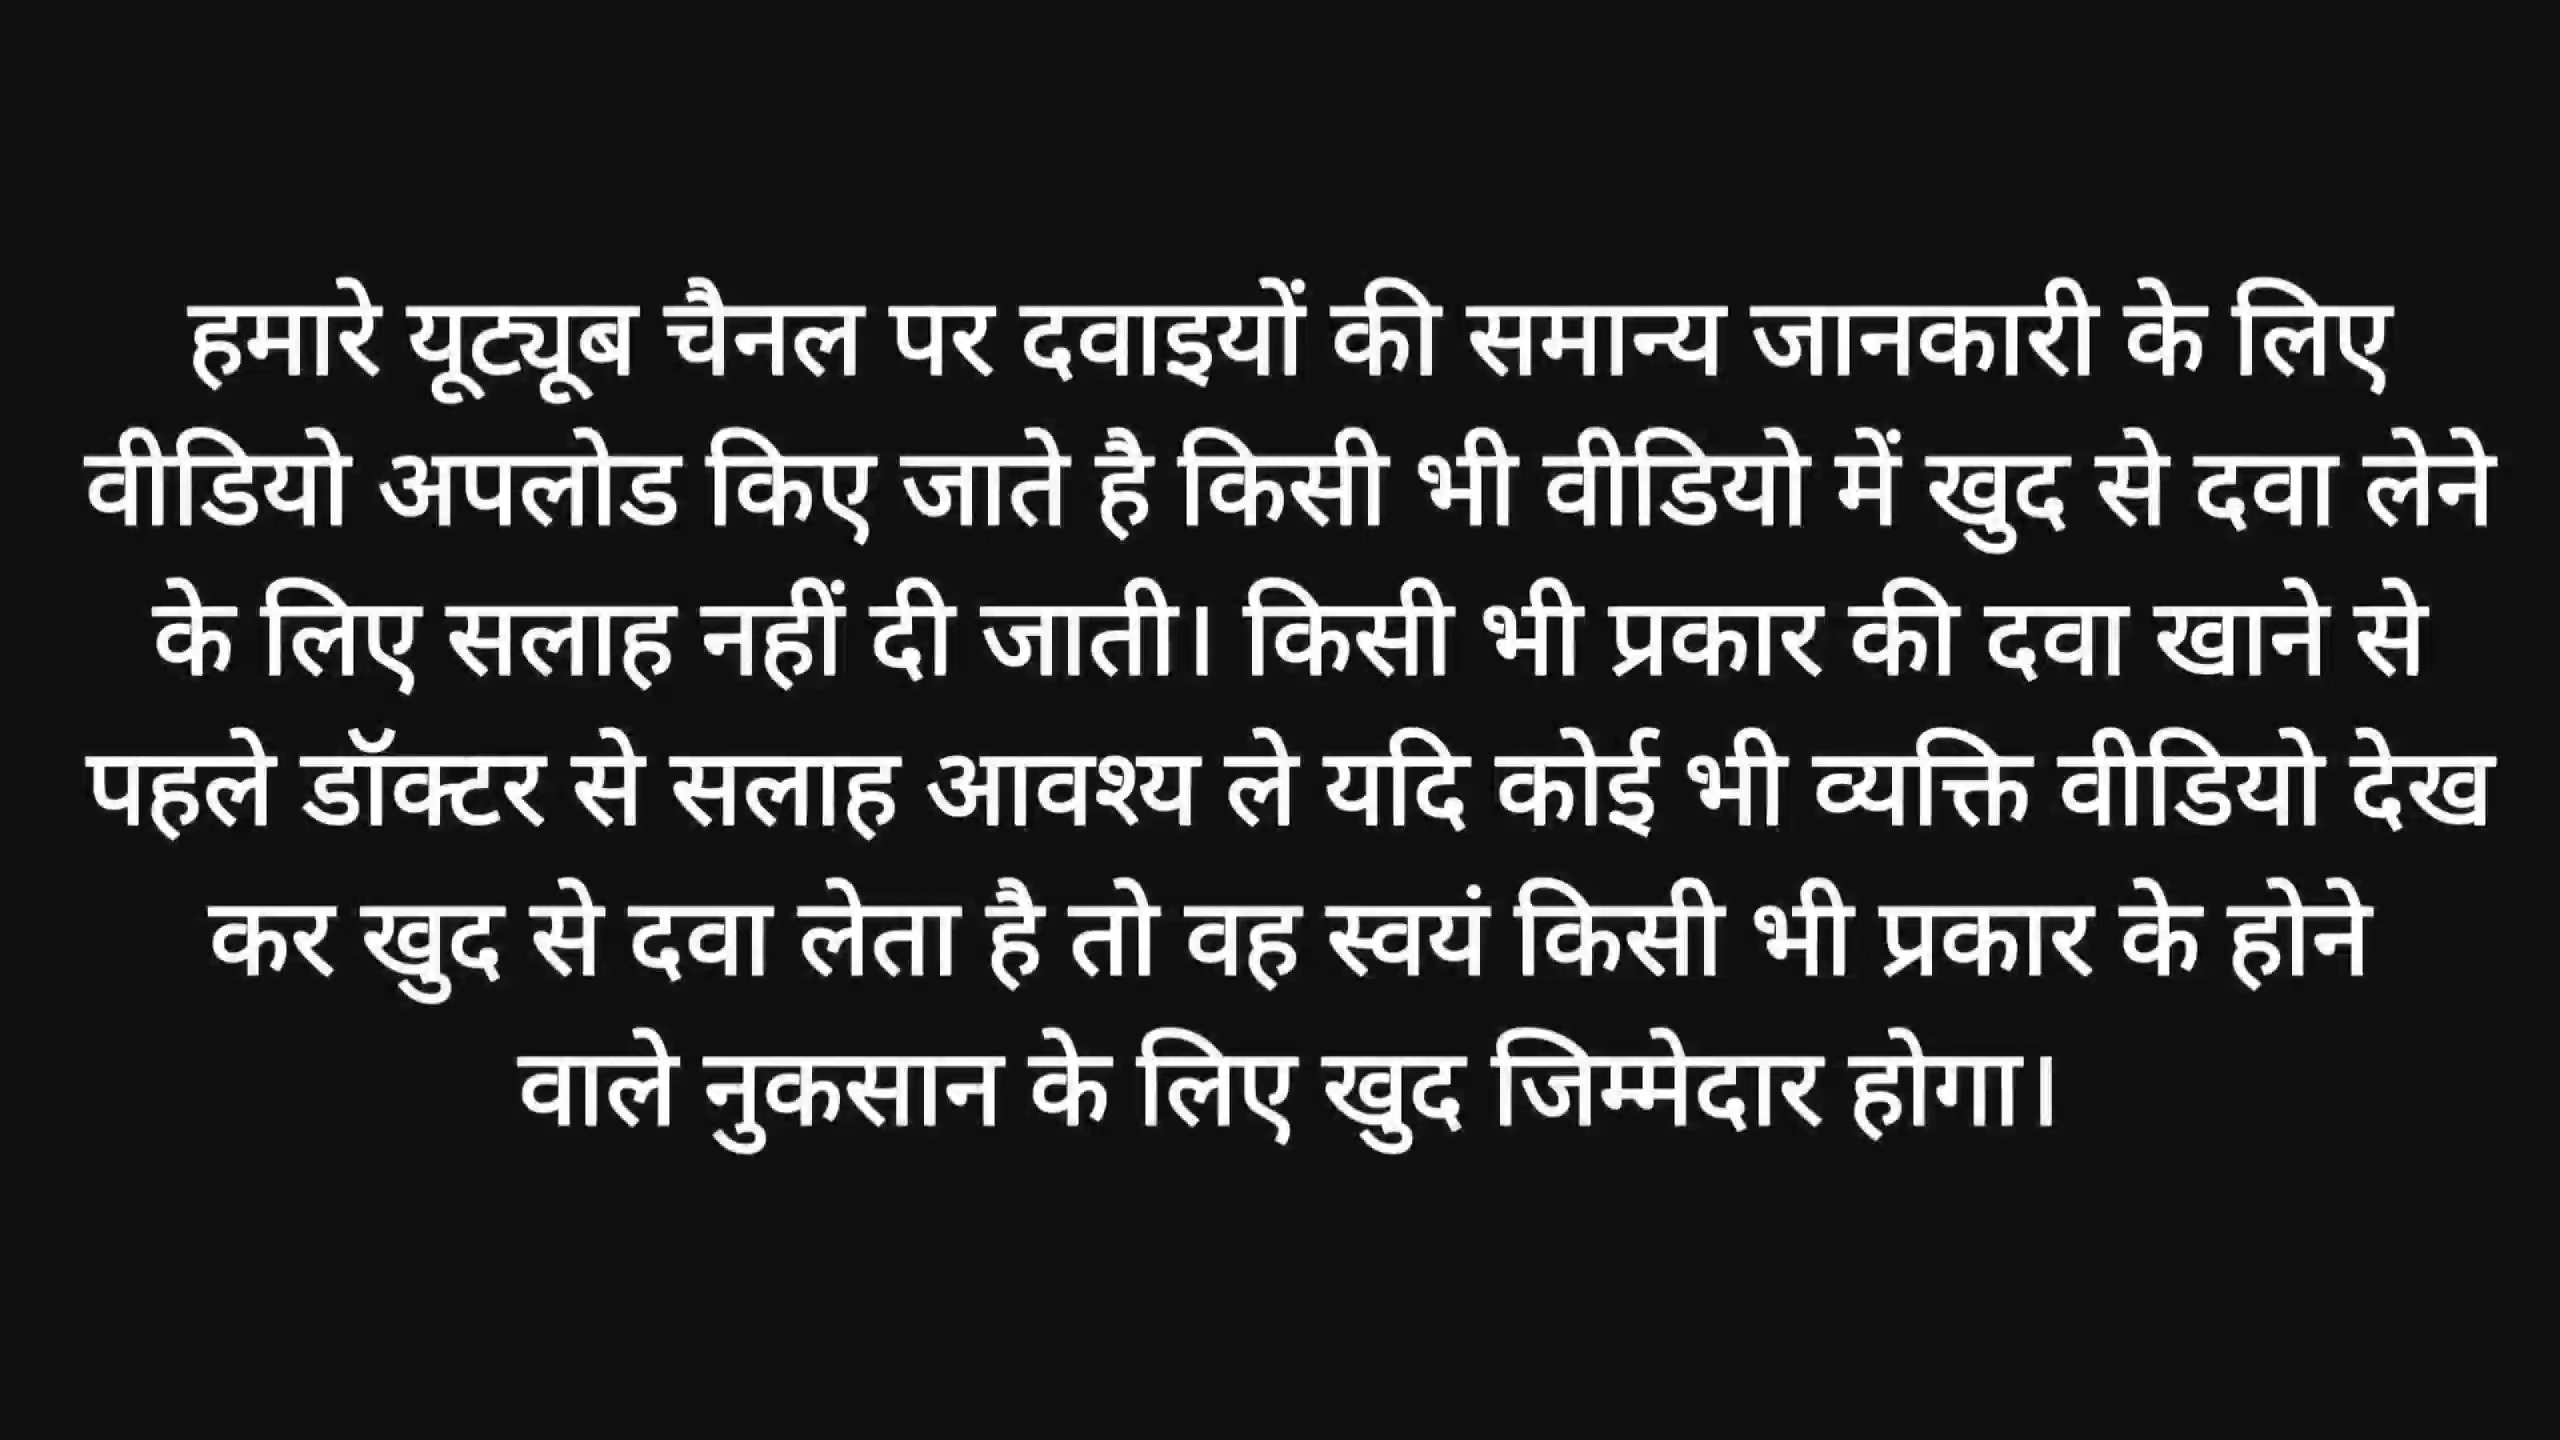 हमारे यूट्यूब चैनल पर दवाइयों की समान्य जानकारी के लिए
वीडियो अपलोड किए जाते है किसी भी वीडियो में खुद से दवा लेने
के लिए सलाह नहीं दी जाती। किसी भी प्रकार की दवा खाने से
पहले डॉक्टर से सलाह आवश्य ले यदि कोई भी व्यक्ति वीडियो देख
कर खुद से दवा लेता है तो वह स्वयं किसी भी प्रकार के होने
वाले नुकसान के लिए खुद जिम्मेदार होगा।